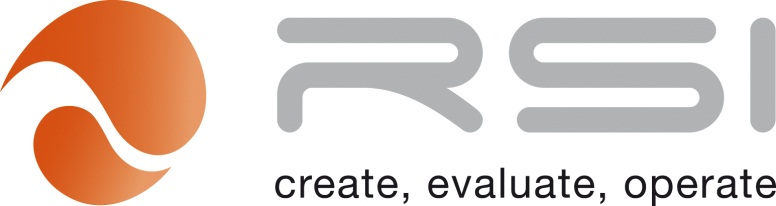 RSI
create, evaluate, operate